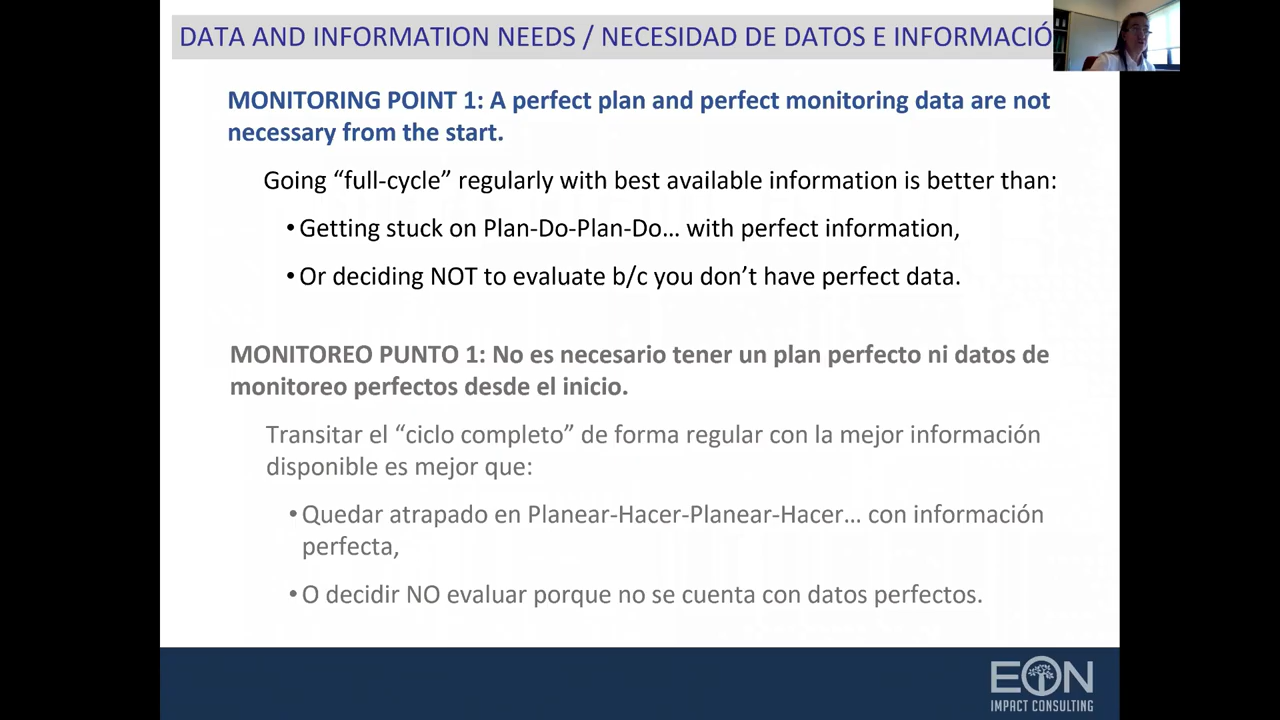 DATA AND INFORMATION NEEDS / NECESIDAD DE DATOS E INFORMACIÓ
MONITORING POINT 1: A perfect plan and perfect monitoring data are not
necessary from the start.
Going “full-cycle” regularly with best available information is better than:
• Getting stuck on Plan-Do-Plan-Do… with perfect information,
• Or deciding NOT to evaluate b/c you don’t have perfect data.
MONITOREO PUNTO 1: No es necesario tener un plan perfecto ni datos de
monitoreo perfectos desde el inicio.
Transitar el “ciclo completo” de forma regular con la mejor información
disponible es mejor que:
• Quedar atrapado en Planear-Hacer-Planear-Hacer… con información
perfecta,
• O decidir NO evaluar porque no se cuenta con datos perfectos.
EON
IMPACT CONSULTING